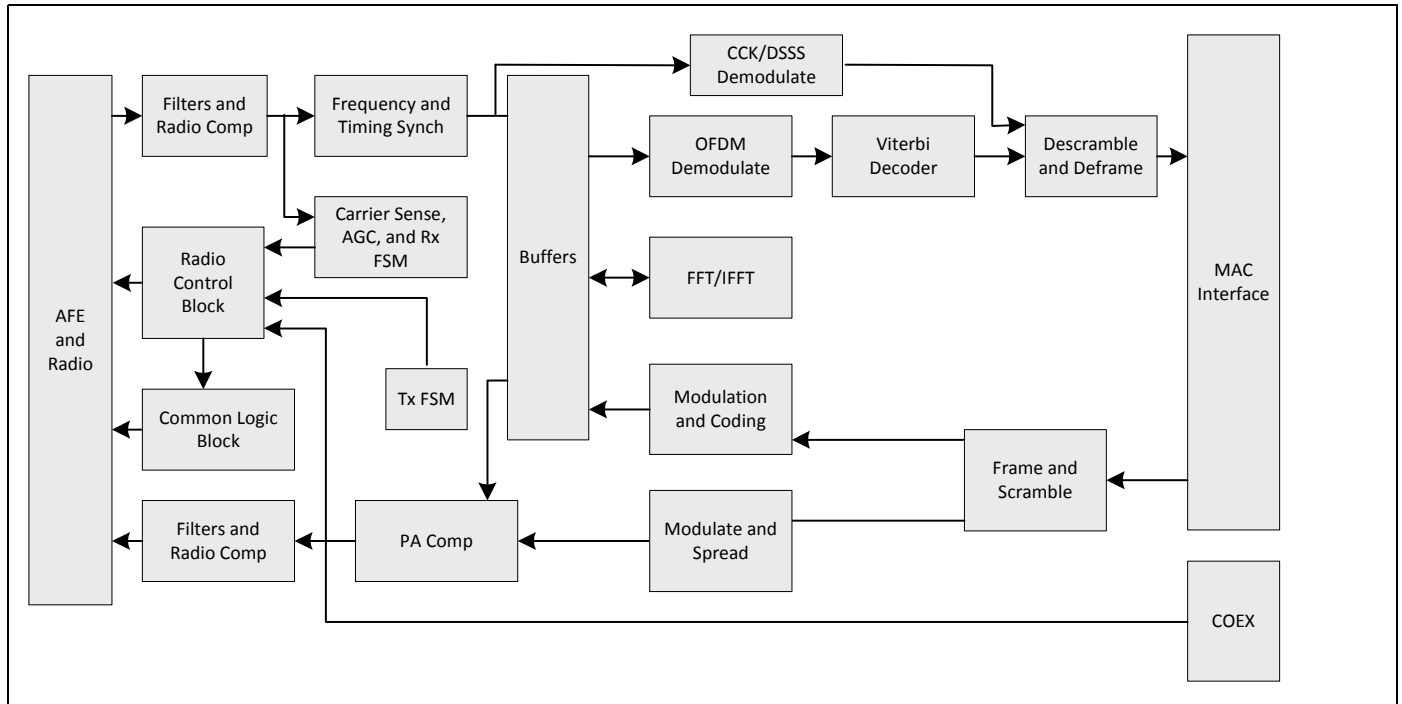 CCK/DSSS
Demodulate
Filters and
Radio Comp
Frequency and
Timing Synch
OFDM
Demodulate
Viterbi
Decoder
Descramble
and Deframe
Carrier Sense,
AGC, and Rx
FSM
Radio
Control
Block
Buffers
FFT/IFFT
MAC
Interface
AFE
and
Radio
Tx FSM
Common Logic
Block
Modulation
and Coding
Frame and
Scramble
Filters and
Radio Comp
PA Comp
Modulate and
Spread
COEX